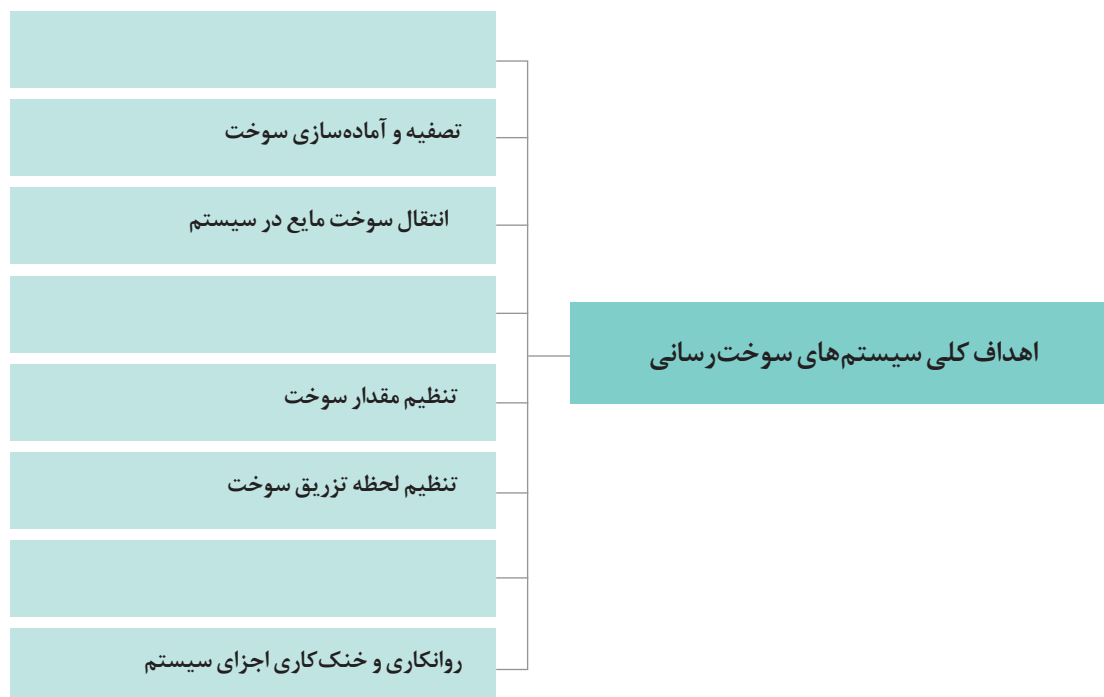 اهداف کلی سیستم‌های سوخت‌رسانی
تصفیه و آماده‌سازی سوخت
انتقال سوخت مایع در سیستم
تنظیم مقدار سوخت
تنظیم لحظه تزریق سوخت
روانکاری و خنک‌کاری اجزای سیستم